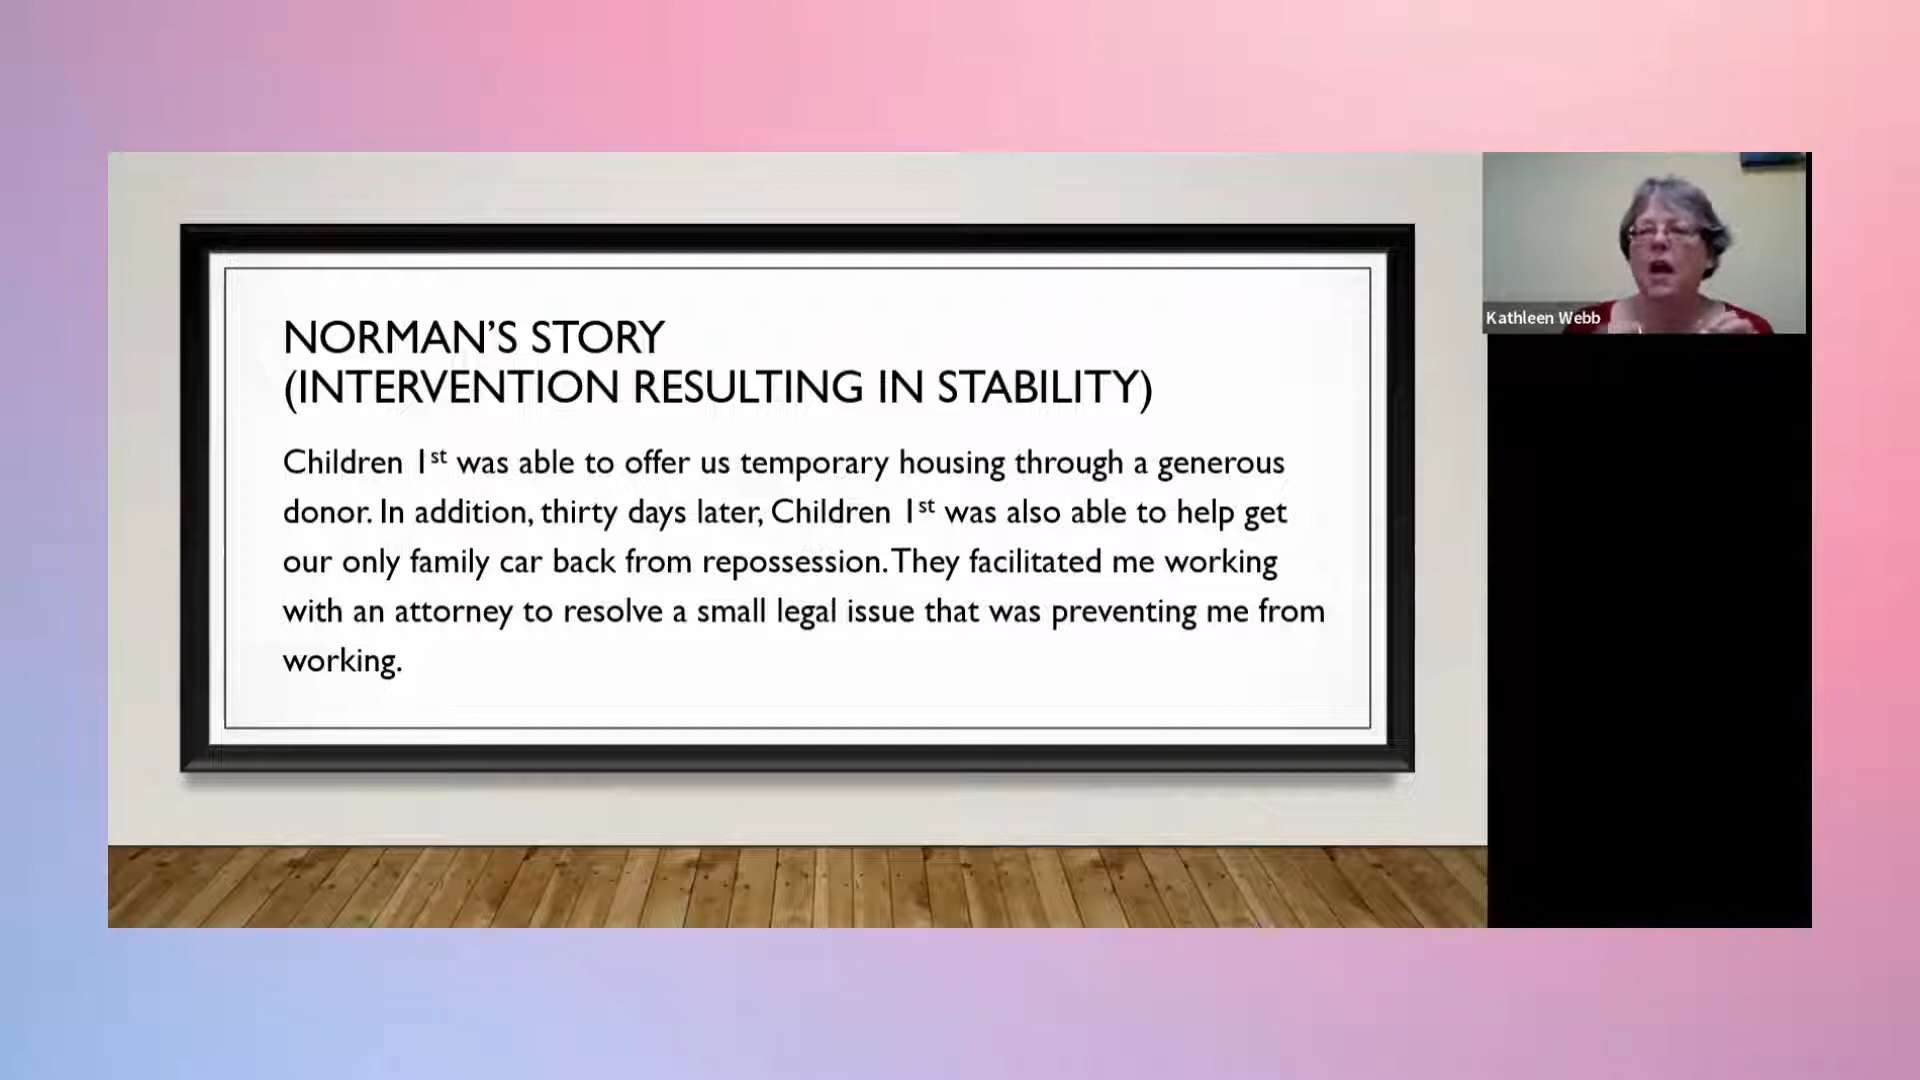 NORMAN’S STORY
(INTERVENTION RESULTING IN STABILITY)
Children 1st was able to offer us temporary housing through a generous
donor. In addition, thirty days later, Children 1st was also able to help get
our only family car back from repossession. They facilitated me working
with an attorney to resolve a small legal issue that was preventing me from
working.
Kathleen Webb